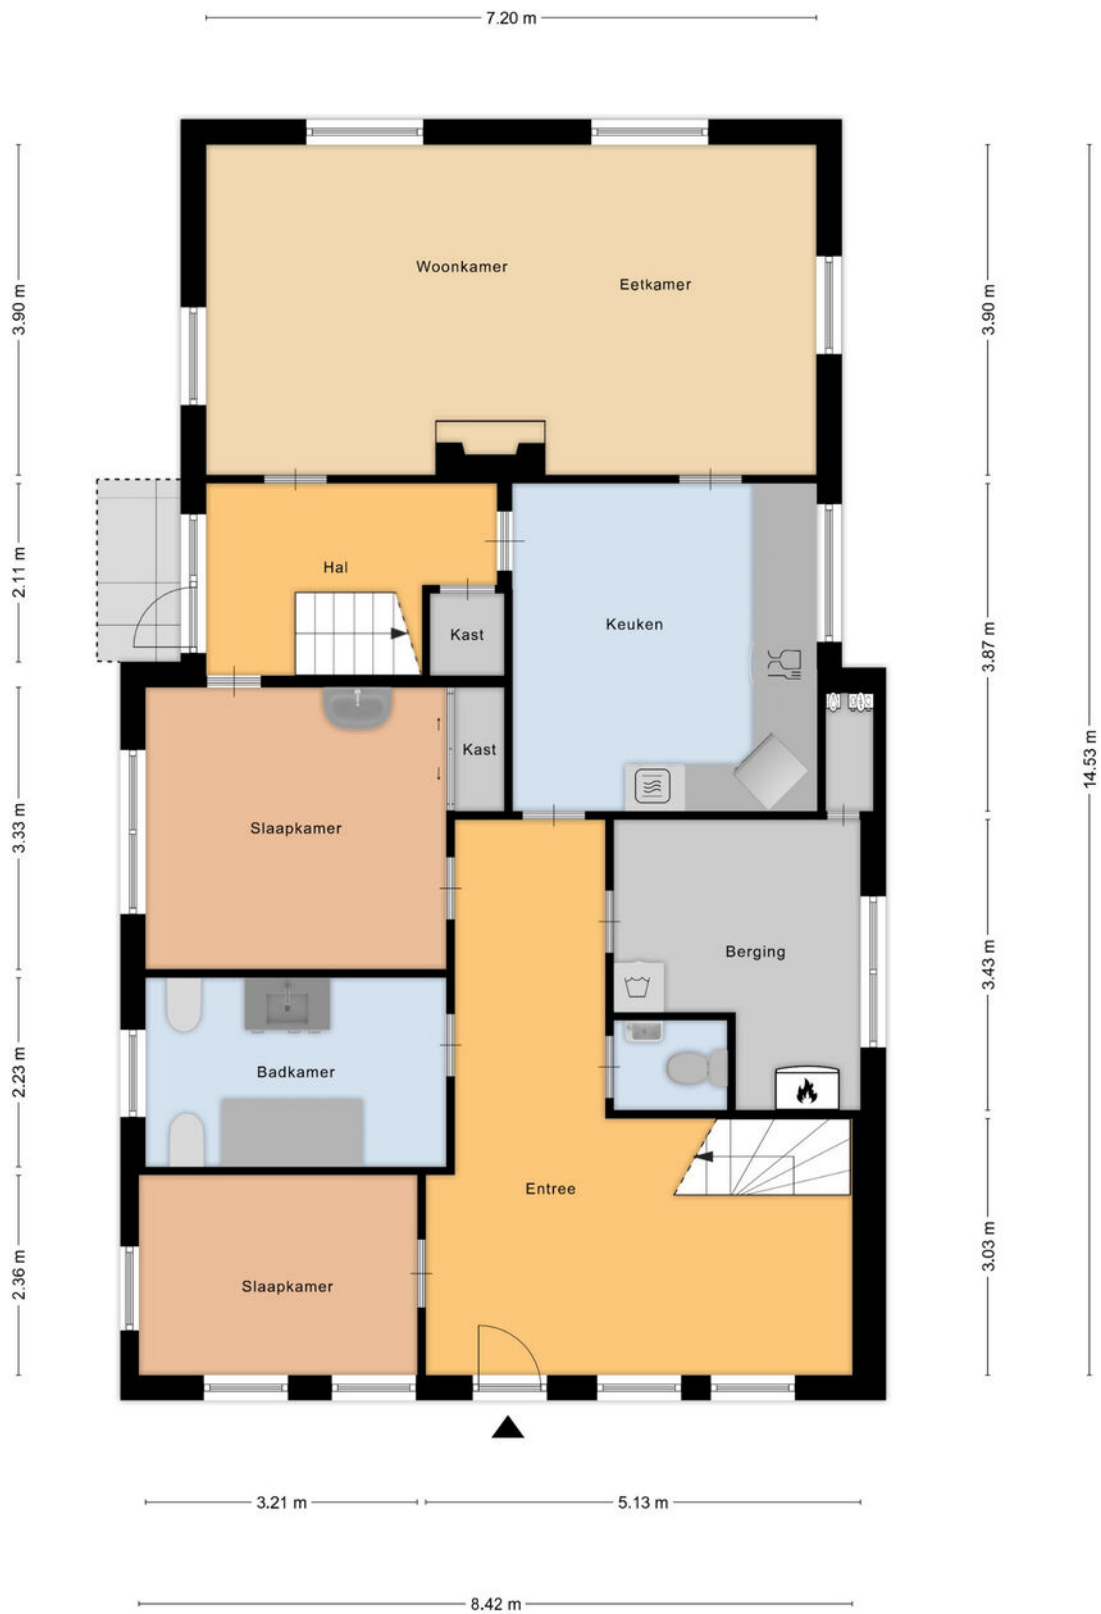 7.20 m
Woonkamer
Eetkamer
3.90 m
3.90 m
Hal
2.11 m
Kast
Keuken
3.87 m
Kast
14.53 m
Slaapkamer
3.33 m
Berging
3.43 m
Badkamer
2.23 m
Entree
3.03 m
Slaapkamer
2.36 m
3.21 m
5.13 m
8.42 m